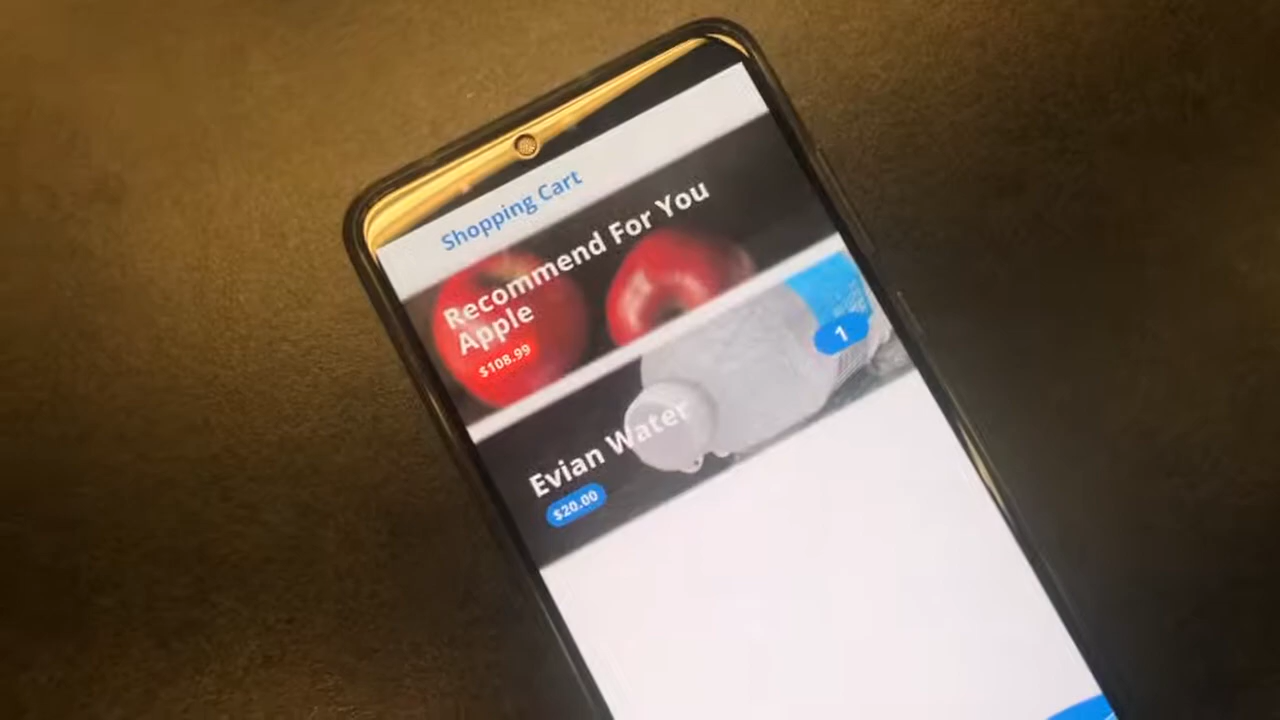 Shopping Cart
Recommend For You
Apple
$108.99
1
Evian Water
$20.00